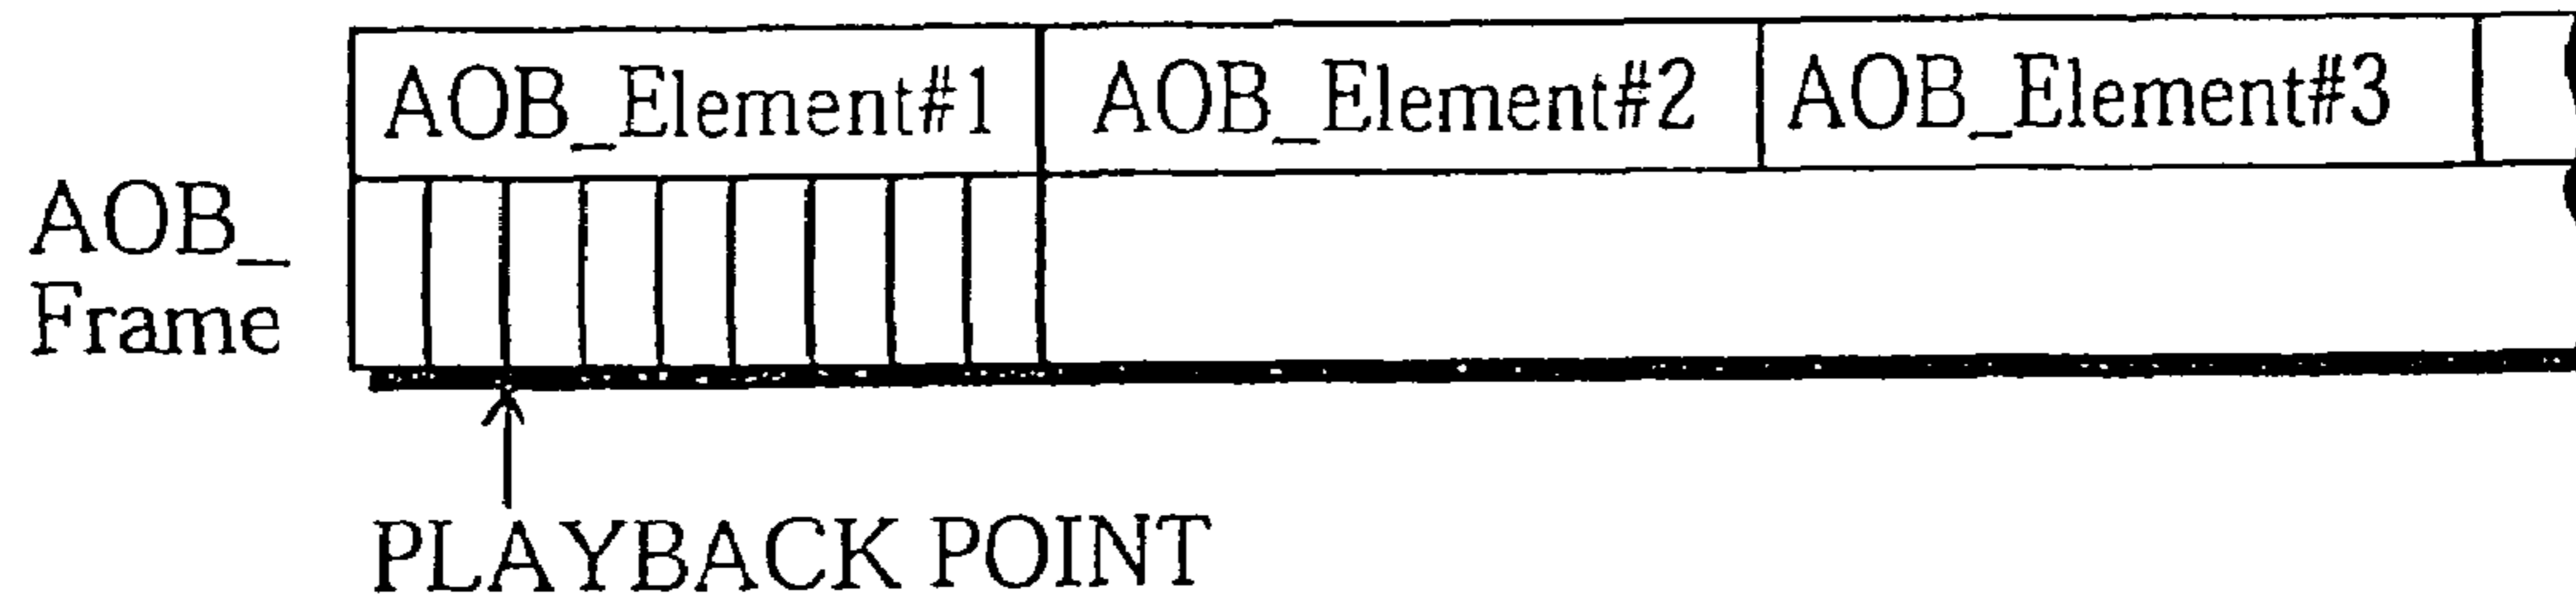 AOB_Element#1 AOB_Element#2 AOB_Element#3
AOB_
Frame
PLAYBACK POINT